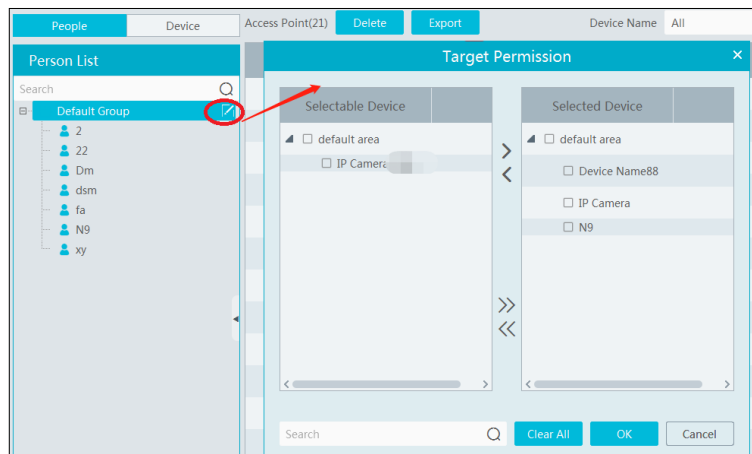 People Device Access Point(21) Delete Export Device Name All
Person List
Search
Default Group
2
22
Dm
dsm
fa
N9
xy
Target Permission
Selectable Device
default area
IP Camera
Selected Device
default area
Device Name88
IP Camera
N9
Search Clear All OK Cancel